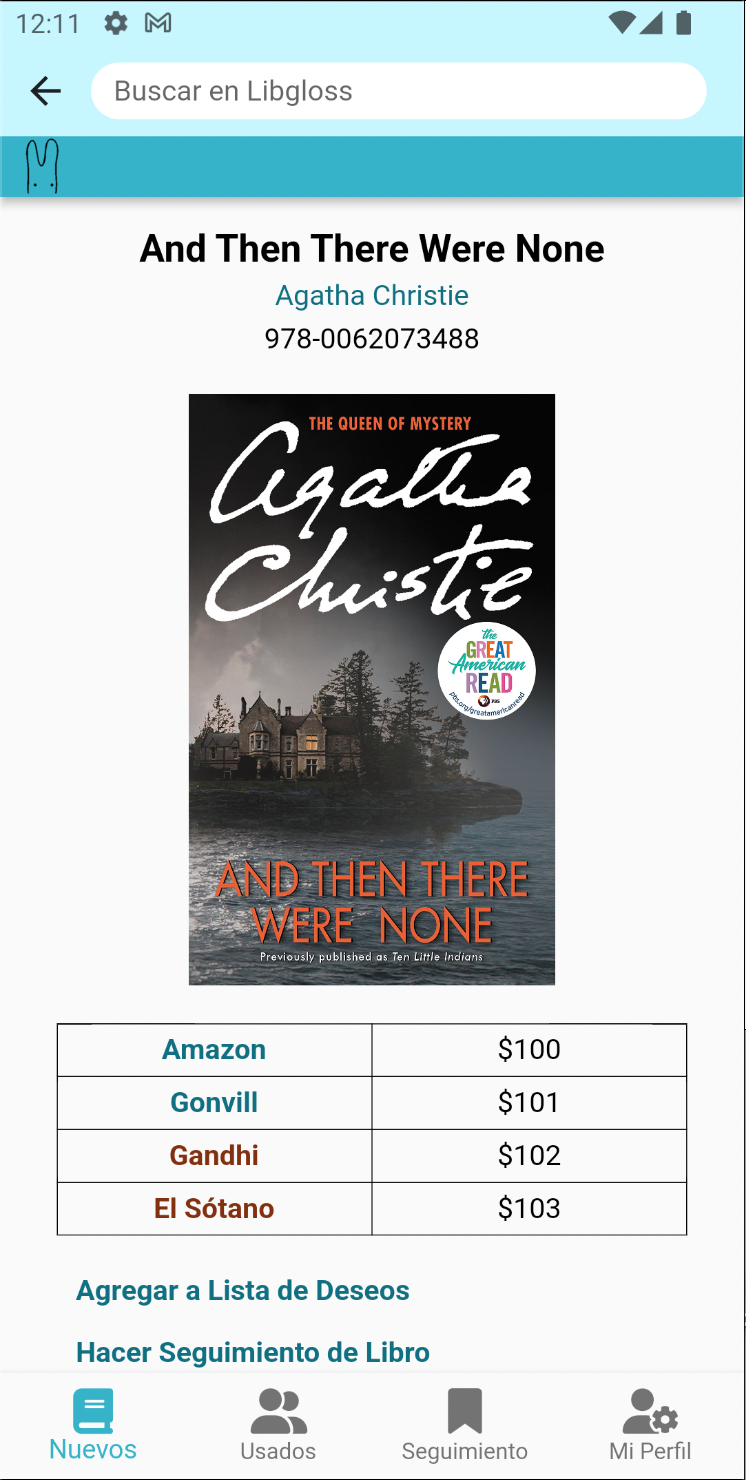 12:11
Buscar en Libgloss
And Then There Were None
Agatha Christie
978-0062073488
THE QUEEN OF MYSTERY
Agatha
Christie
the
GREAT
American
READ
PBS
pbs.org/greatamericanread
AND THEN THERE
WERE NONE
Previously published as Ten Little Indians
Amazon $100
Gonvill $101
Gandhi $102
El Sótano $103
Agregar a Lista de Deseos
Hacer Seguimiento de Libro
Nuevos Usados Seguimiento Mi Perfil